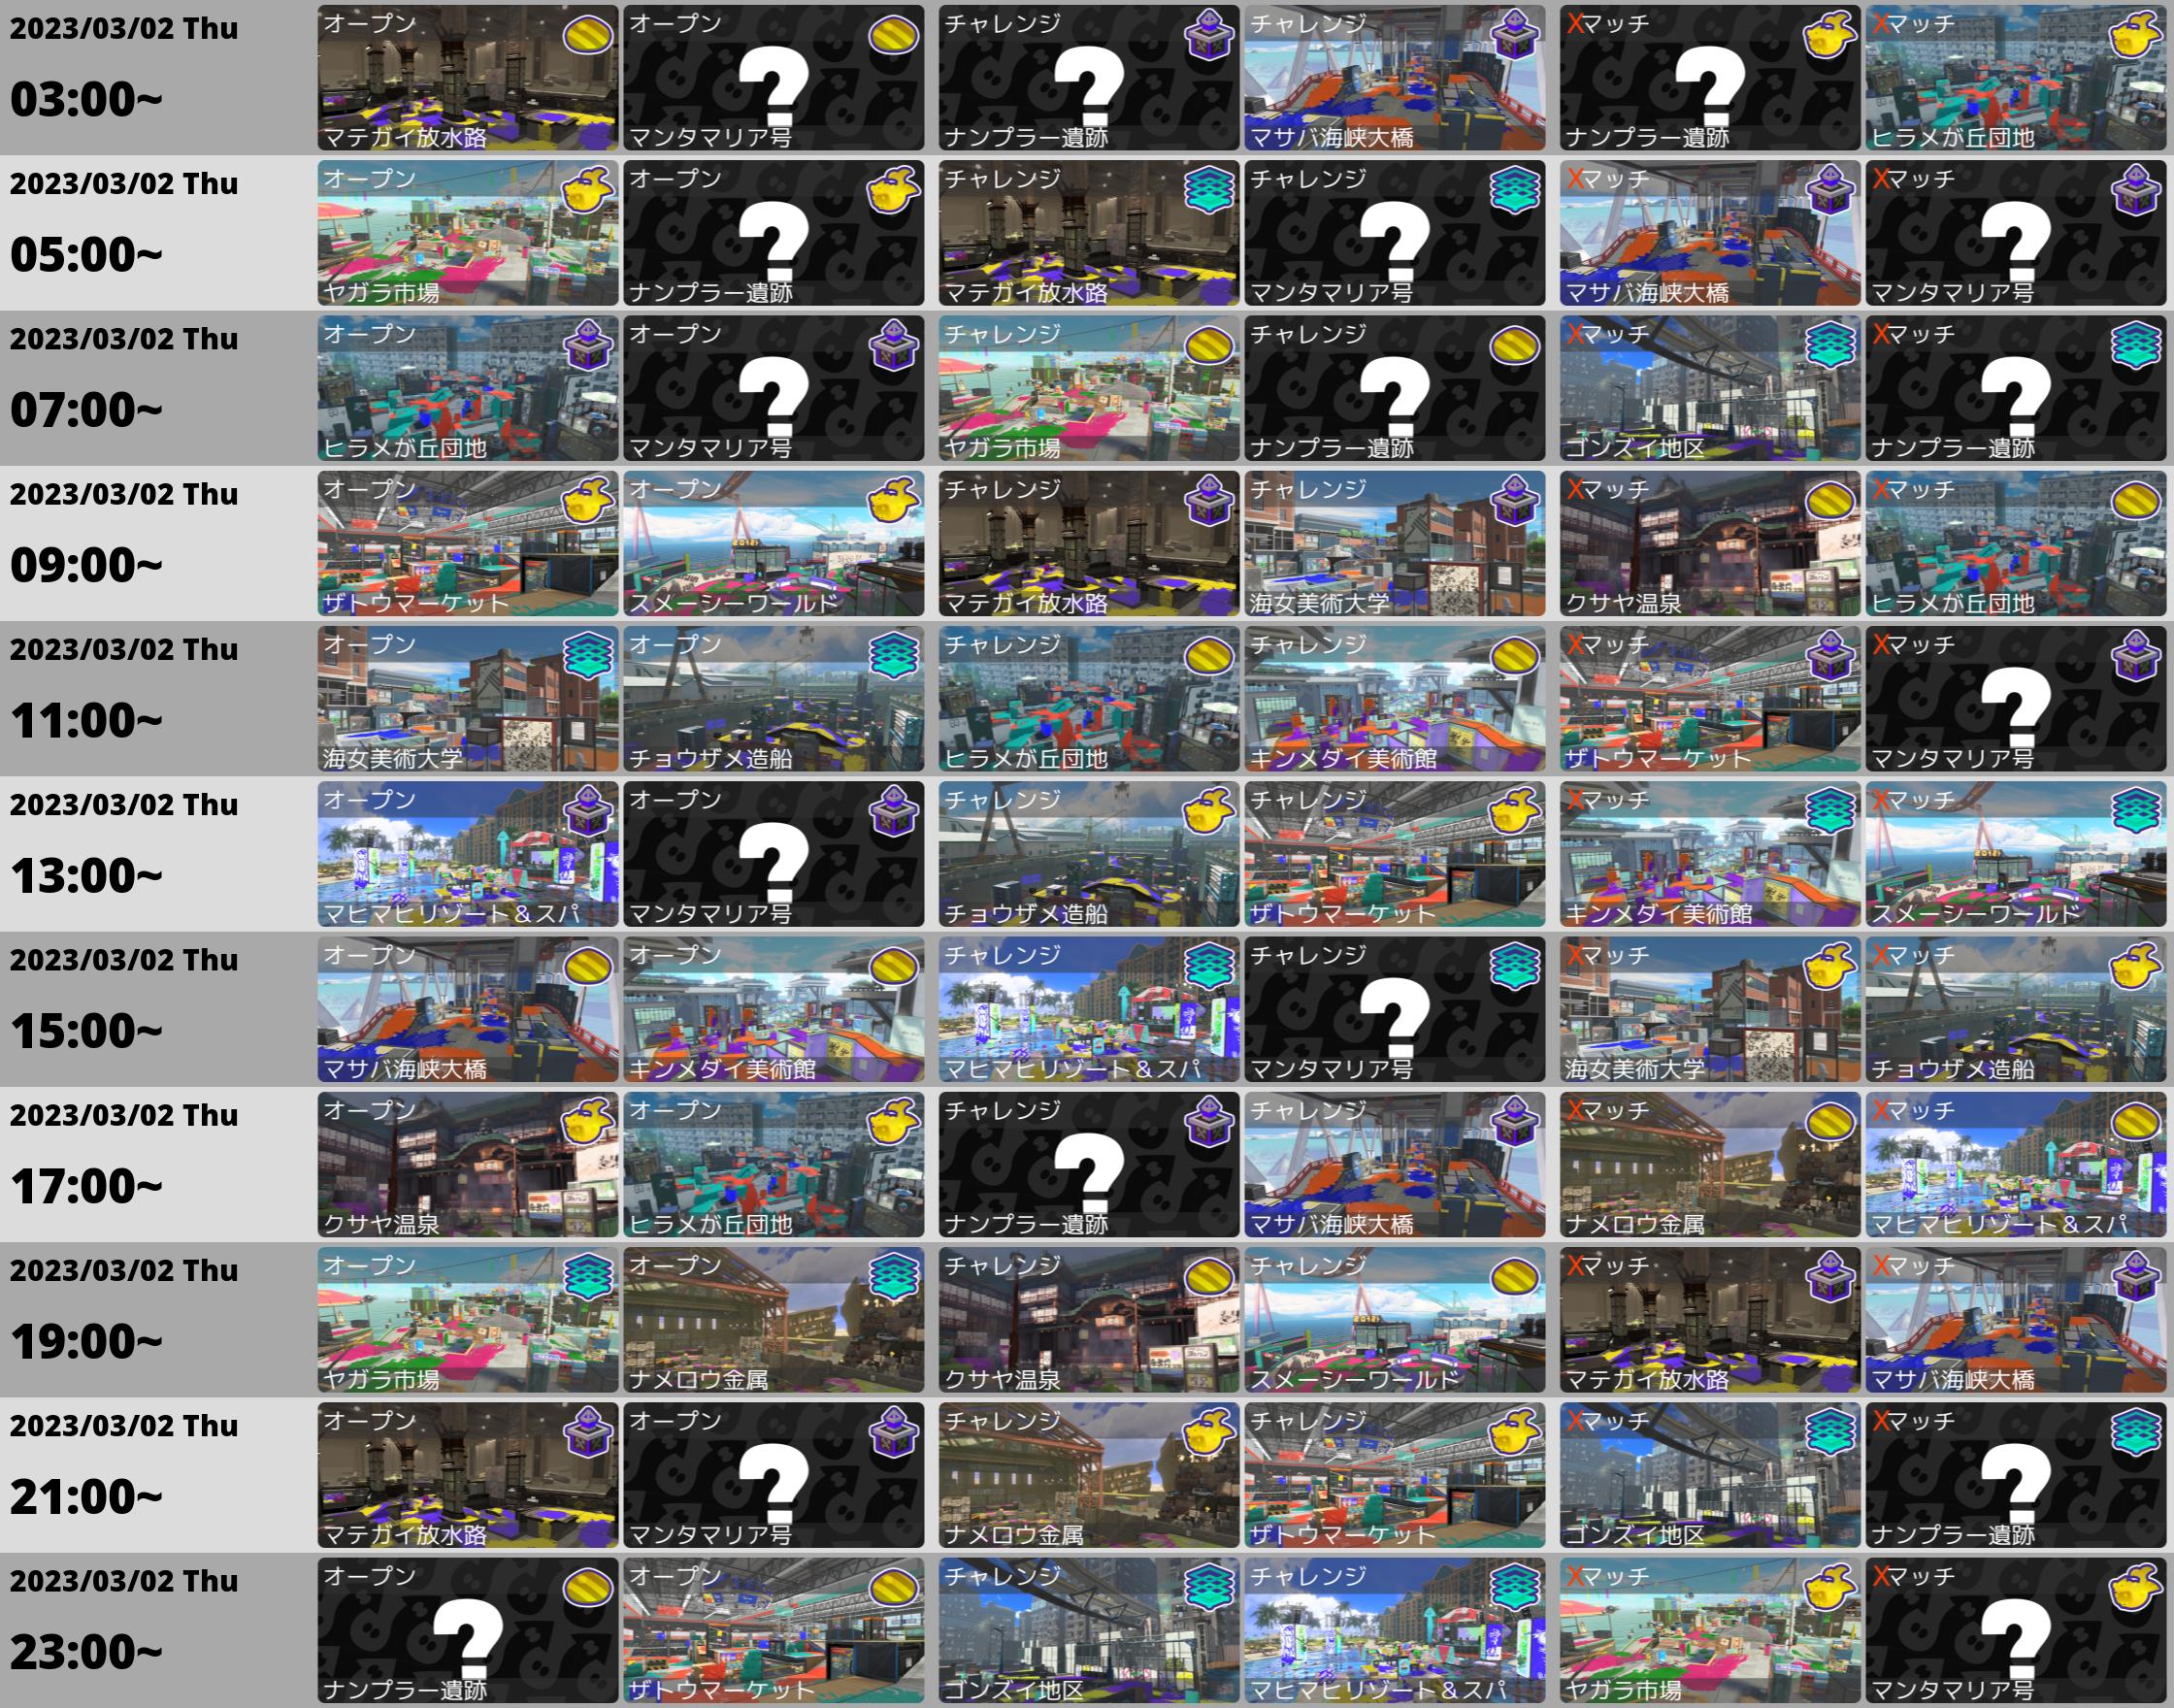 2023/03/02 Thu
03:00~
オープン
マテガイ放水路
オープン
マンタマリア号
チャレンジ
ナンプラー遺跡
チャレンジ
マサバ海峡大橋
Xマッチ
ナンプラー遺跡
Xマッチ
ヒラメが丘団地
2023/03/02 Thu
05:00~
オープン
ヤガラ市場
オープン
ナンプラー遺跡
チャレンジ
マテガイ放水路
チャレンジ
マンタマリア号
Xマッチ
マサバ海峡大橋
Xマッチ
マンタマリア号
2023/03/02 Thu
07:00~
オープン
ヒラメが丘団地
オープン
マンタマリア号
チャレンジ
ヤガラ市場
チャレンジ
ナンプラー遺跡
Xマッチ
ゴンズイ地区
Xマッチ
ナンプラー遺跡
2023/03/02 Thu
09:00~
オープン
ザトウマーケット
オープン
スメーシーワールド
チャレンジ
マテガイ放水路
チャレンジ
海女美術大学
Xマッチ
クサヤ温泉
Xマッチ
ヒラメが丘団地
2023/03/02 Thu
11:00~
オープン
海女美術大学
オープン
チョウザメ造船
チャレンジ
ヒラメが丘団地
チャレンジ
キンメダイ美術館
Xマッチ
ザトウマーケット
Xマッチ
マンタマリア号
2023/03/02 Thu
13:00~
オープン
マヒマヒリゾート＆スパ
オープン
マンタマリア号
チャレンジ
チョウザメ造船
チャレンジ
ザトウマーケット
Xマッチ
キンメダイ美術館
Xマッチ
スメーシーワールド
2023/03/02 Thu
15:00~
オープン
マサバ海峡大橋
オープン
キンメダイ美術館
チャレンジ
マヒマヒリゾート＆スパ
チャレンジ
マンタマリア号
Xマッチ
海女美術大学
Xマッチ
チョウザメ造船
2023/03/02 Thu
17:00~
オープン
クサヤ温泉
オープン
ヒラメが丘団地
チャレンジ
ナンプラー遺跡
チャレンジ
マサバ海峡大橋
Xマッチ
ナメロウ金属
Xマッチ
マヒマヒリゾート＆スパ
2023/03/02 Thu
19:00~
オープン
ヤガラ市場
オープン
ナメロウ金属
チャレンジ
クサヤ温泉
チャレンジ
スメーシーワールド
Xマッチ
マテガイ放水路
Xマッチ
マサバ海峡大橋
2023/03/02 Thu
21:00~
オープン
マテガイ放水路
オープン
マンタマリア号
チャレンジ
ナメロウ金属
チャレンジ
ザトウマーケット
Xマッチ
ゴンズイ地区
Xマッチ
ナンプラー遺跡
2023/03/02 Thu
23:00~
オープン
ナンプラー遺跡
オープン
ザトウマーケット
チャレンジ
ゴンズイ地区
チャレンジ
マヒマヒリゾート＆スパ
Xマッチ
ヤガラ市場
Xマッチ
マンタマリア号